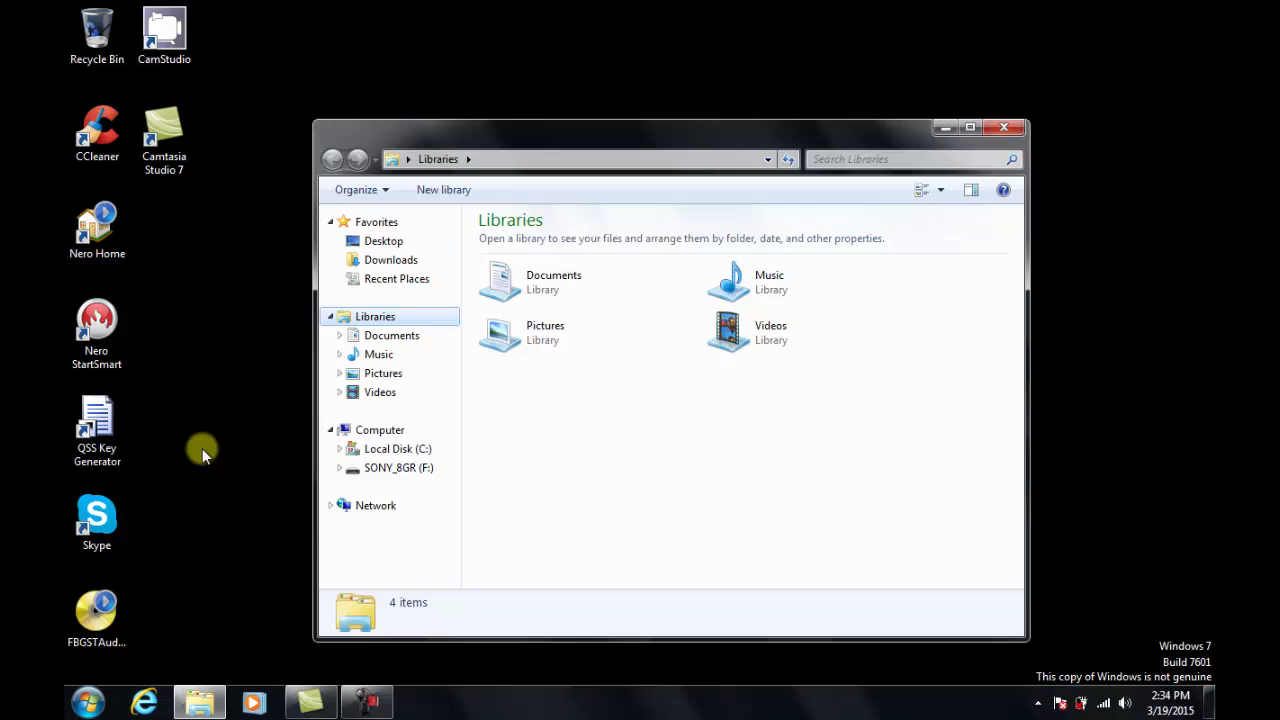 Recycle Bin
CamStudio
CCleaner
Camtasia
Studio 7
Nero Home
Nero
StartSmart
QSS Key
Generator
Skype
FBGSTAud...
Libraries
Search Libraries
Organize
New library
Favorites
Desktop
Downloads
Recent Places
Libraries
Documents
Music
Pictures
Videos
Computer
Local Disk (C:)
SONY_8GR (F:)
Network
Libraries
Open a library to see your files and arrange them by folder, date, and other properties.
Documents
Library
Music
Library
Pictures
Library
Videos
Library
4 items
Windows 7
Build 7601
This copy of Windows is not genuine
2:34 PM
3/19/2015